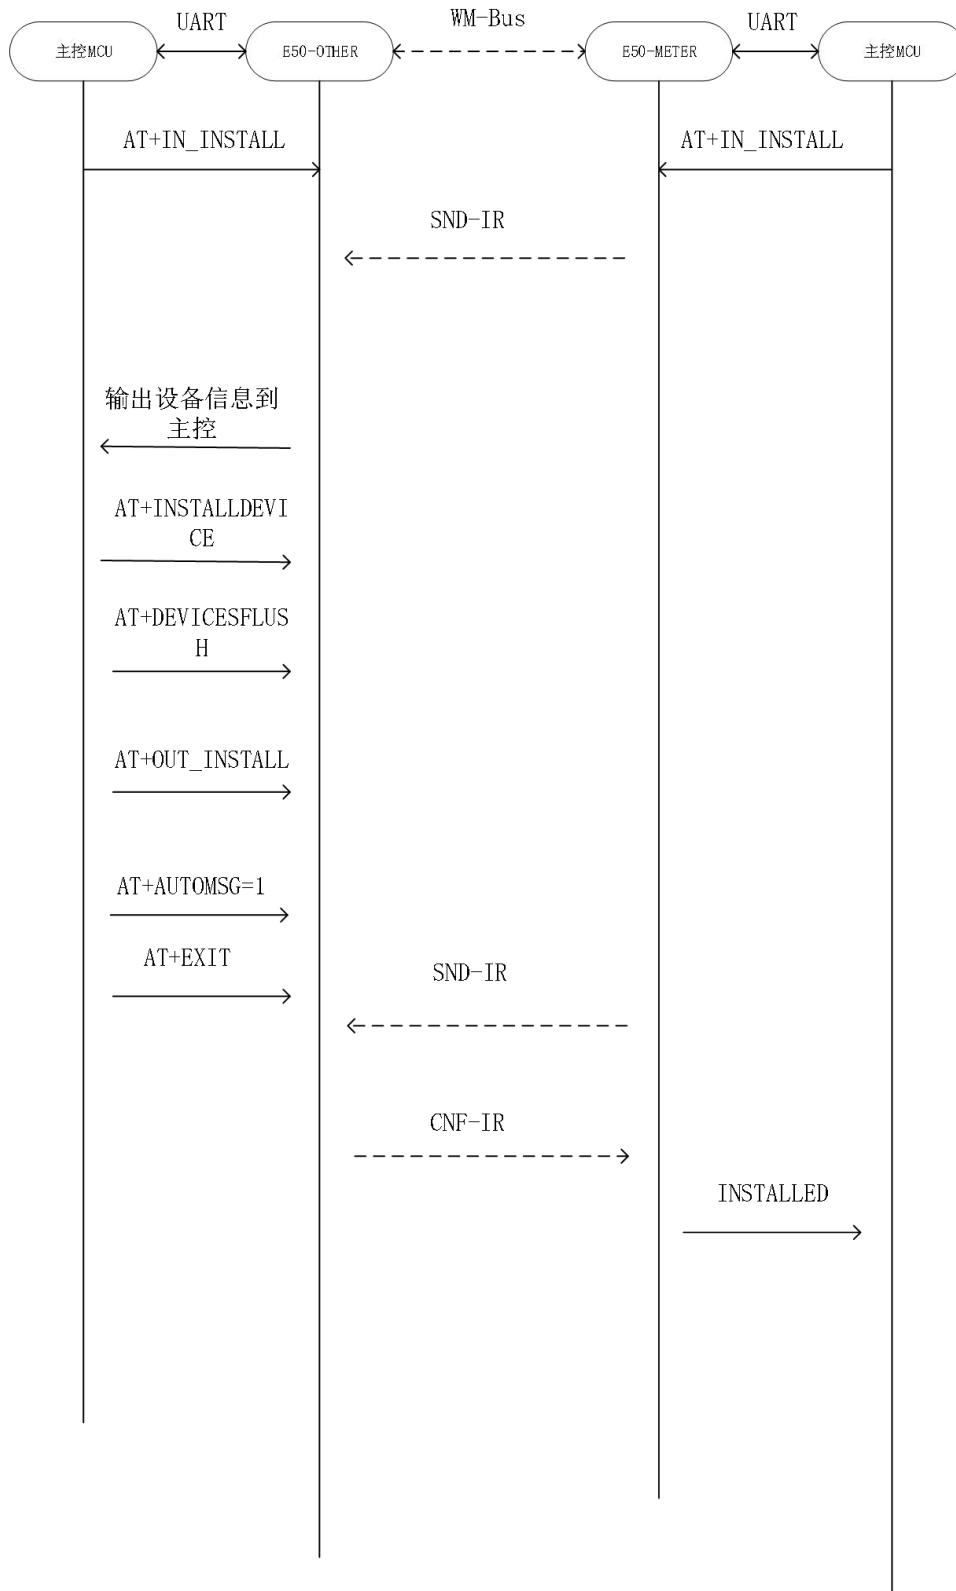 UART
WM-Bus
UART
主控MCU
E50-OTHER
E50-METER
主控MCU
AT+IN_INSTALL
AT+IN_INSTALL
SND-IR
输出设备信息到
主控
AT+INSTALLDEVI
CE
AT+DEVICESFLUS
H
AT+OUT_INSTALL
AT+AUTOMSG=1
AT+EXIT
SND-IR
CNF-IR
INSTALLED